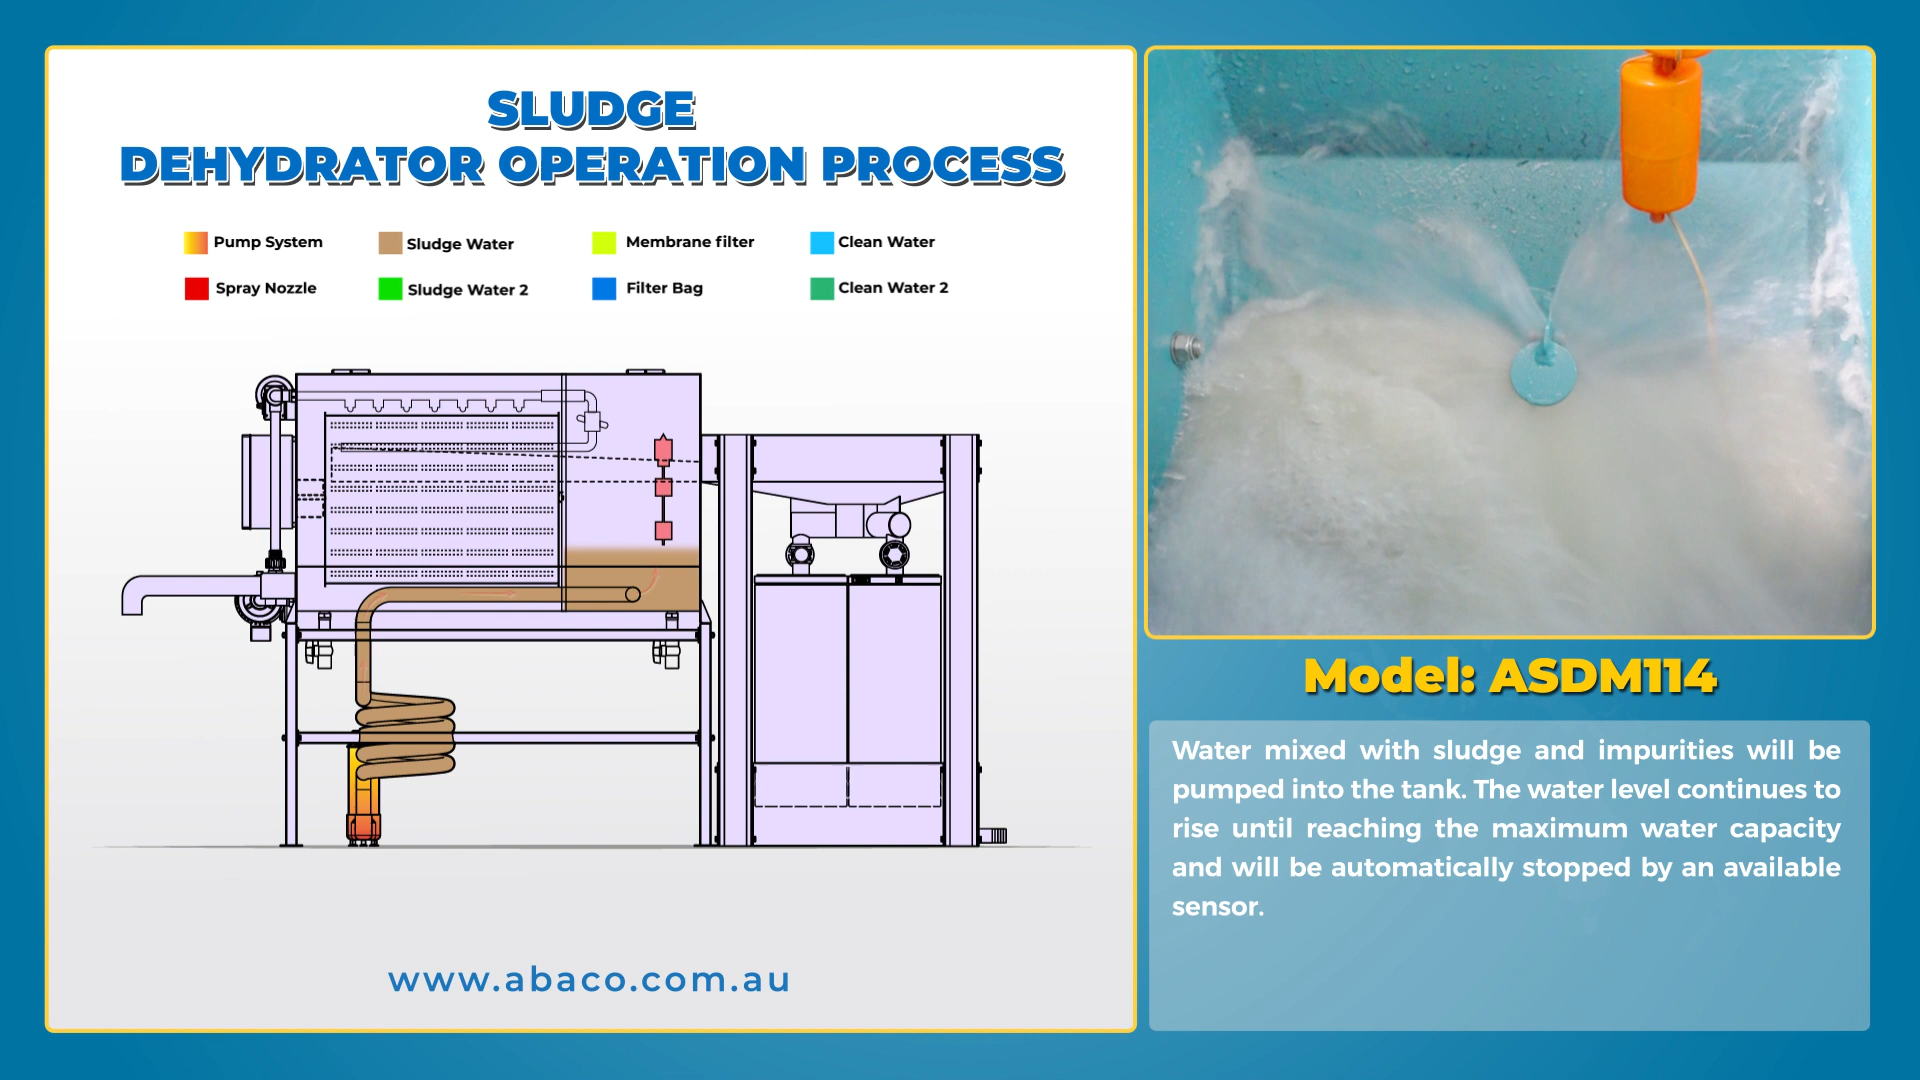 SLUDGE
DEHYDRATOR OPERATION PROCESS
Pump System
Sludge Water
Membrane filter
Clean Water
Spray Nozzle
Sludge Water 2
Filter Bag
Clean Water 2
www.abaco.com.au
Model: ASDM114
Water mixed with sludge and impurities will be
pumped into the tank. The water level continues to
rise until reaching the maximum water capacity
and will be automatically stopped by an available
sensor.